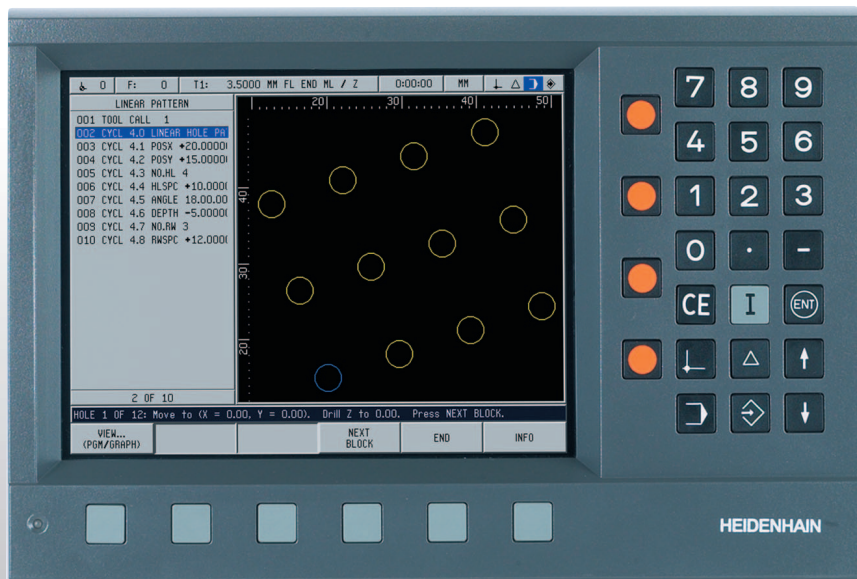 0 F: 0 T1: 3.5000 MM FL END ML / Z 0:00:00 MM
LINEAR PATTERN
001 TOOL CALL 1
002 CYCL 4.0 LINEAR HOLE PA
003 CYCL 4.1 POSX +20.0000
004 CYCL 4.2 POSY +15.0000
005 CYCL 4.3 NO.HL 4
006 CYCL 4.4 HLSPC +10.000(
007 CYCL 4.5 ANGLE 18.00.00
008 CYCL 4.6 DEPTH -5.0000(
009 CYCL 4.7 NO.RW 3
010 CYCL 4.8 RWSPC +12.000(
2 OF 10
20 30 40 50
40
30
20
HOLE 1 OF 12: Move to (X = 0.00, Y = 0.00). Drill Z to 0.00. Press NEXT BLOCK.
VIEW...
(PGM/GRAPH)
NEXT
BLOCK
END
INFO
7 8 9
4 5 6
1 2 3
0 . -
CE I ENT
HEIDENHAIN